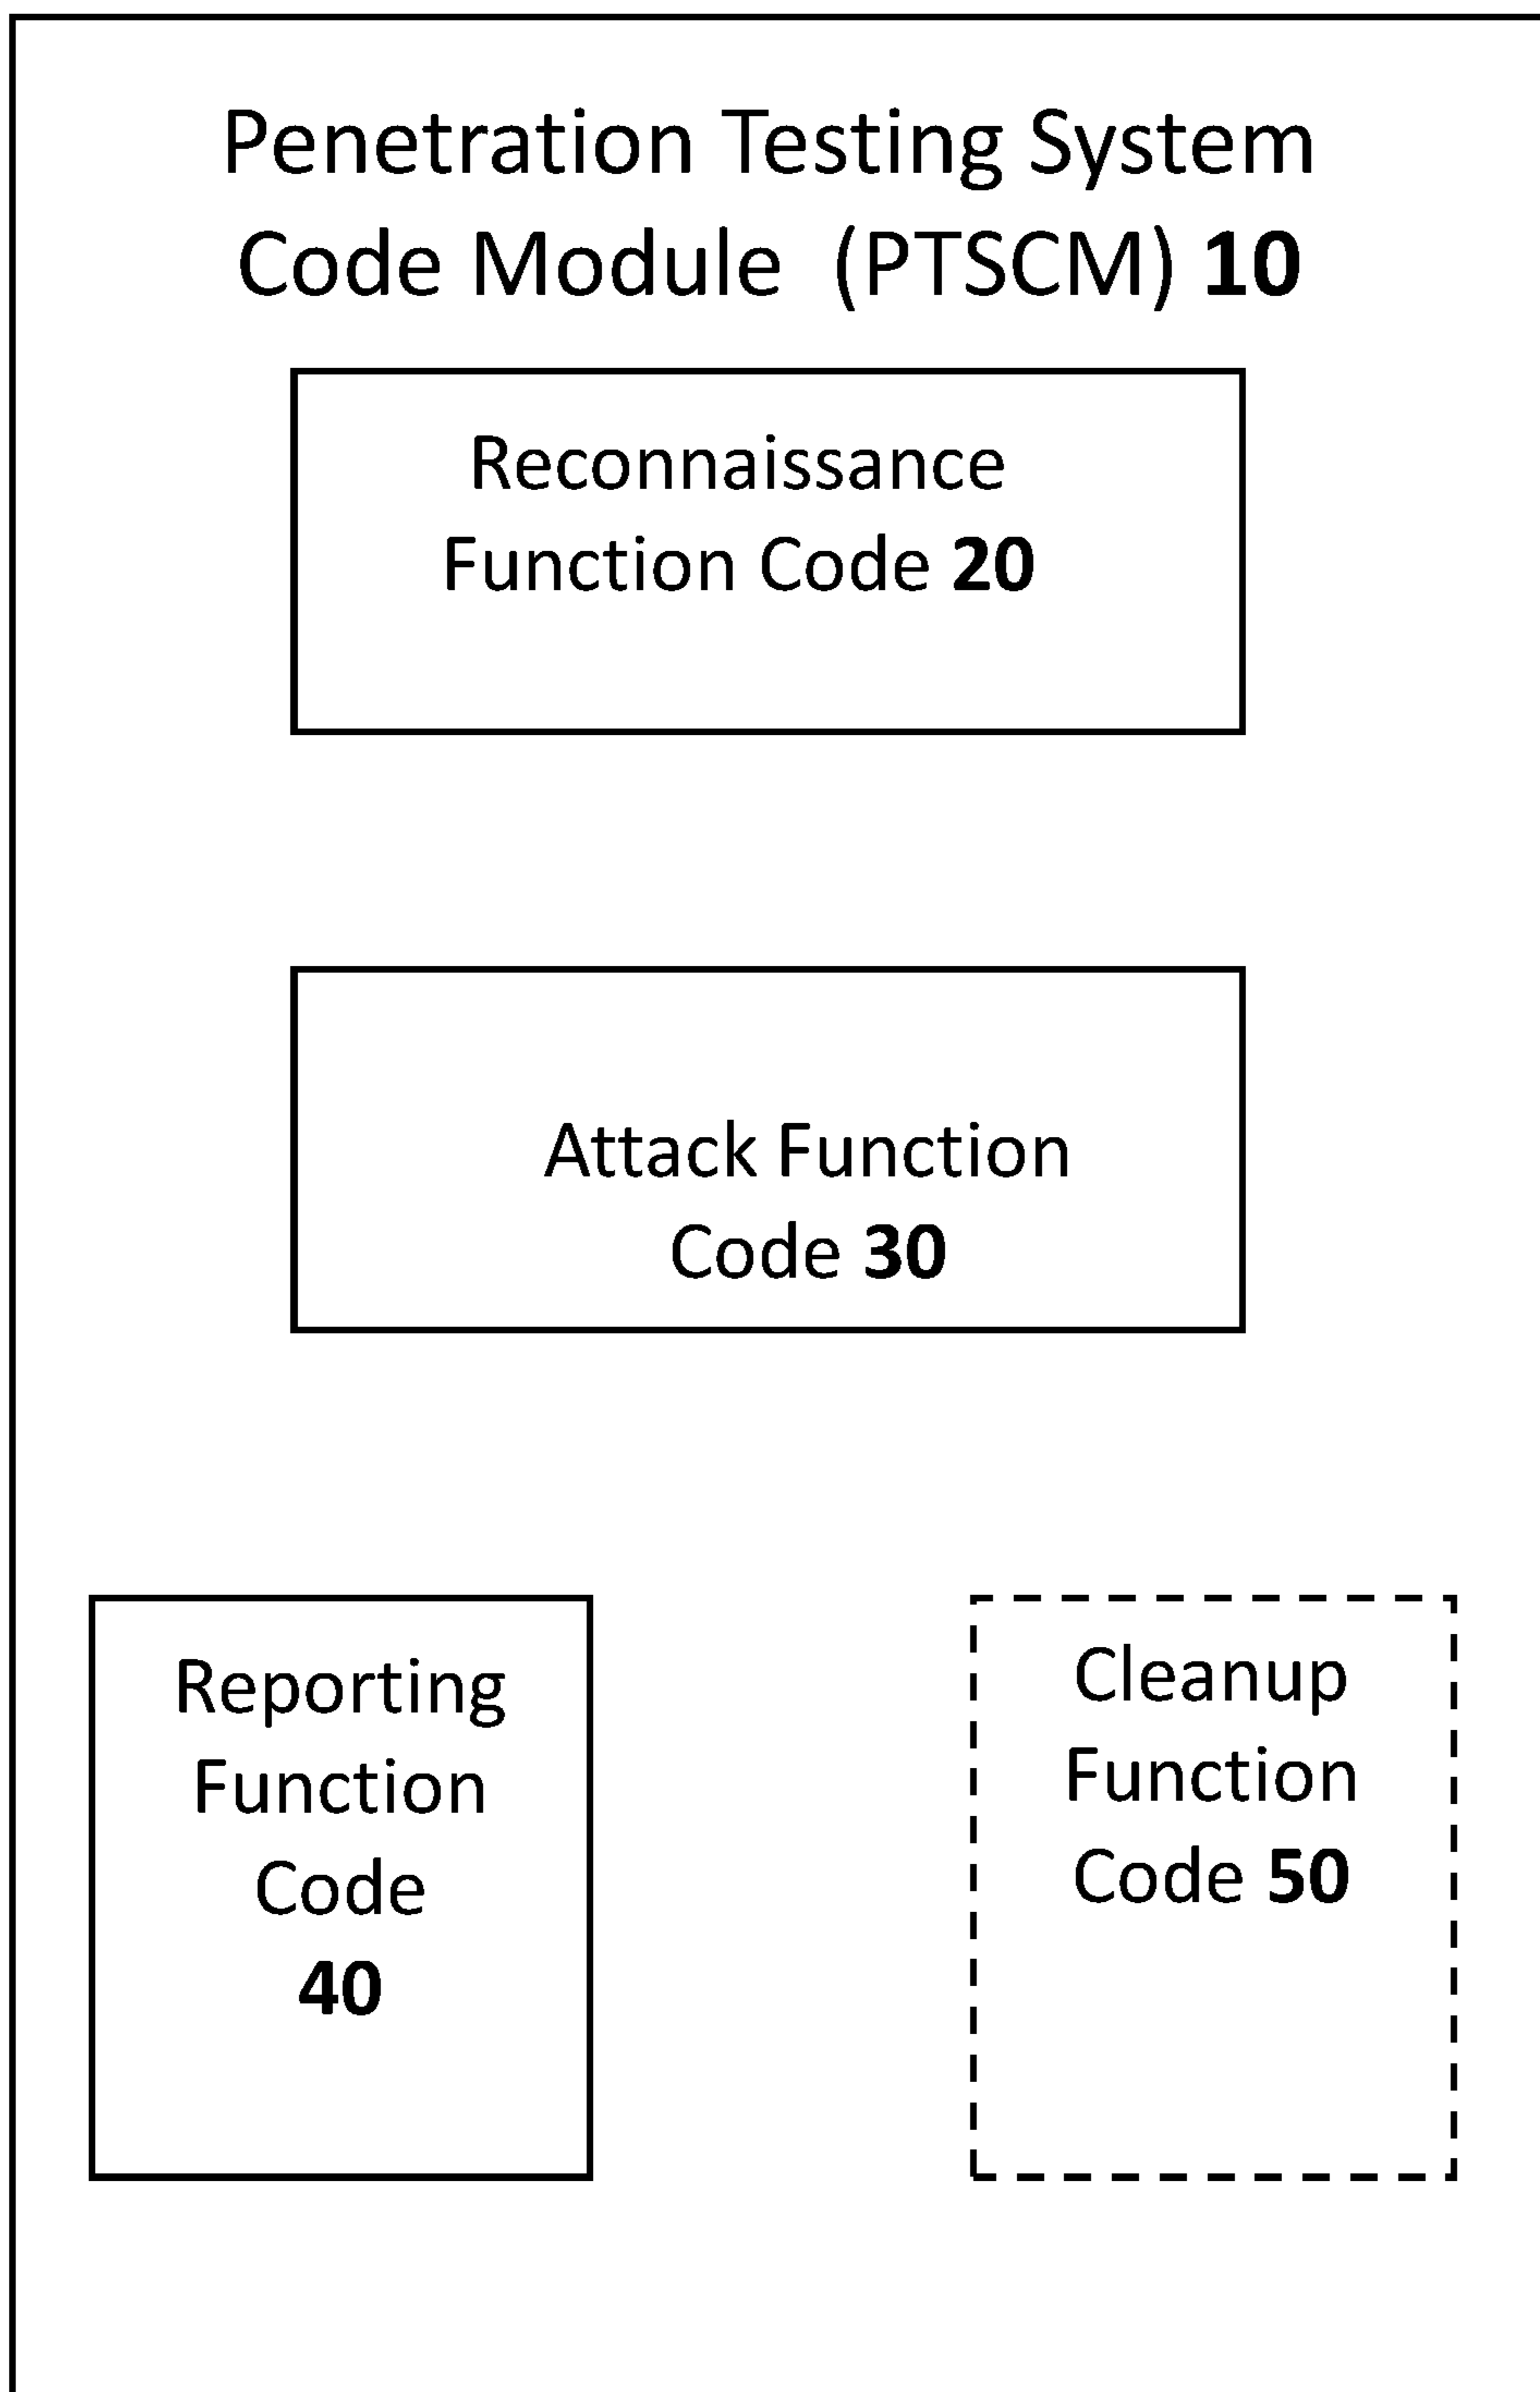 Penetration Testing System
Code Module (PTSCM) 10
Reconnaissance
Function Code 20
Attack Function
Code 30
Reporting
Function
Code
40
Cleanup
Function
Code 50